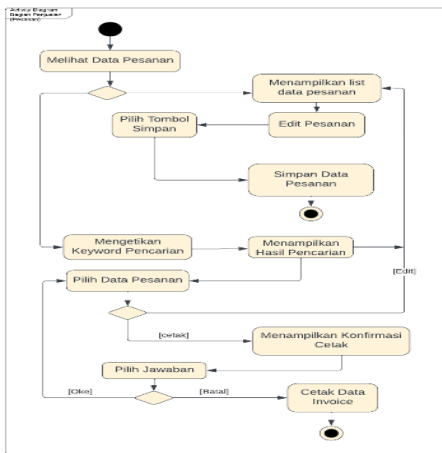 Activity Diagram
Bagian Penjualan
(Pesanan)
Melihat Data Pesanan
Menampilkan list
data pesanan
Pilih Tombol
Simpan
Edit Pesanan
Simpan Data
Pesanan
Mengetikan
Keyword Pencarian
Menampilkan
Hasil Pencarian
[Edit]
Pilih Data Pesanan
[cetak]
Menampilkan Konfirmasi
Cetak
Pilih Jawaban
[Oke]
[Batal]
Cetak Data
Invoice